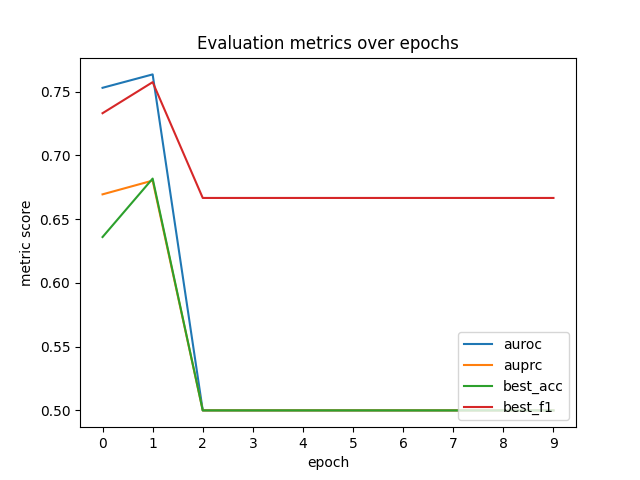 Evaluation metrics over epochs
metric score
0.75
0.70
0.65
0.60
0.55
0.50
auroc
auprc
best_acc
best_f1
0 1 2 3 4 5 6 7 8 9
epoch